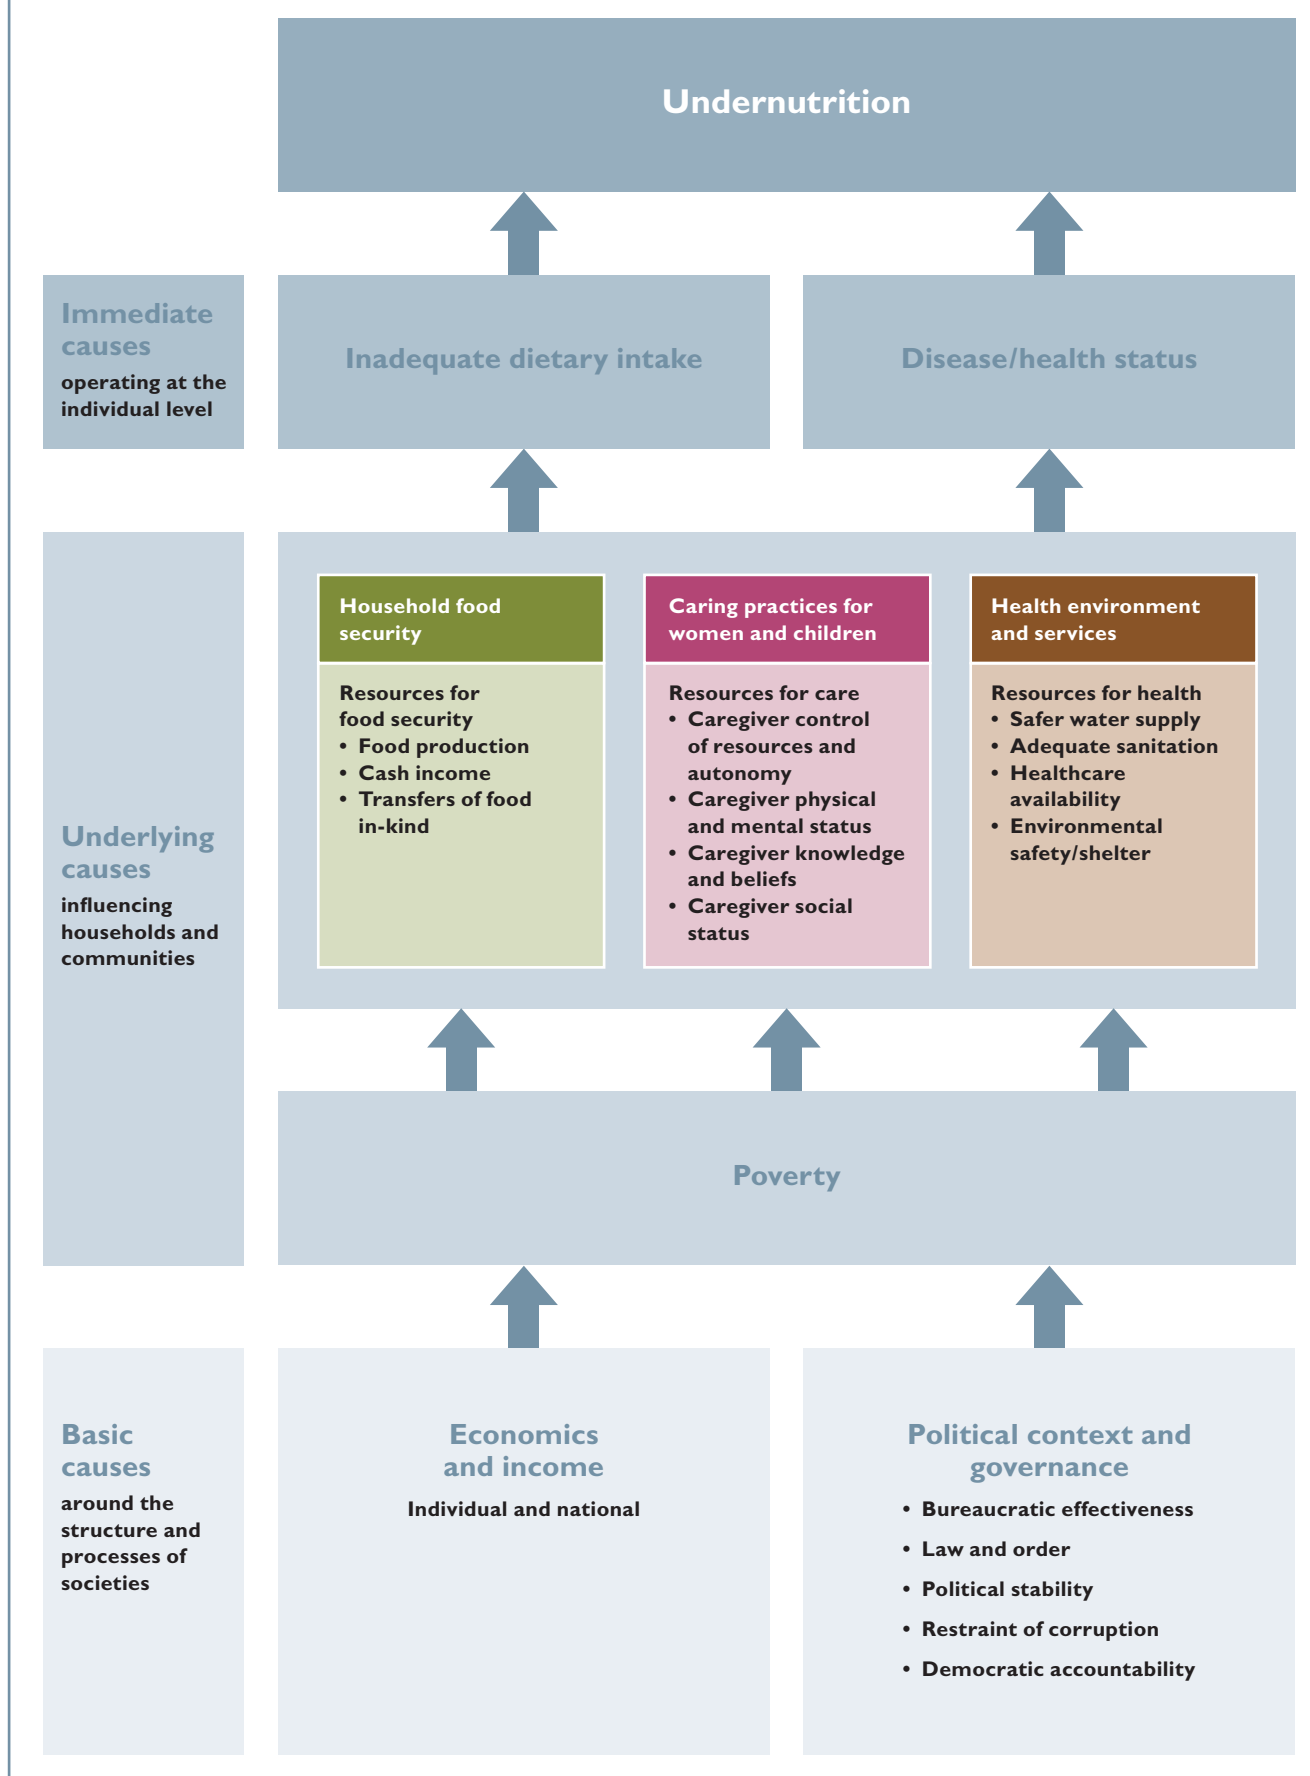 Undernutrition
Immediate
causes
operating at the
individual level
Inadequate dietary intake
Disease/health status
Underlying
causes
influencing
households and
communities
Household food
security
Resources for
food security
• Food production
• Cash income
• Transfers of food
in-kind
Caring practices for
women and children
Resources for care
• Caregiver control
of resources and
autonomy
• Caregiver physical
and mental status
• Caregiver knowledge
and beliefs
• Caregiver social
status
Health environment
and services
Resources for health
• Safer water supply
• Adequate sanitation
• Healthcare
availability
• Environmental
safety/shelter
Poverty
Basic
causes
around the
structure and
processes of
societies
Economics
and income
Individual and national
Political context and
governance
• Bureaucratic effectiveness
• Law and order
• Political stability
• Restraint of corruption
• Democratic accountability